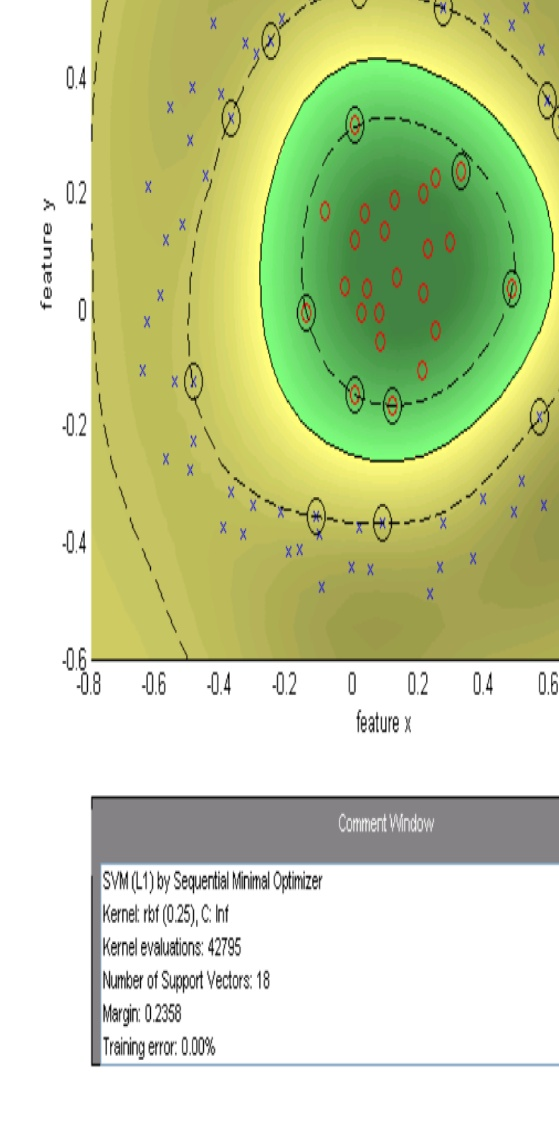 0.4
0.2
feature y
0
-0.2
-0.4
-0.6
-0.8 -0.6 -0.4 -0.2 0 0.2 0.4 0.6
feature x
Comment Window
SVM (L1) by Sequential Minimal Optimizer
Kernel: rbf (0.25), C: Inf
Kernel evaluations: 42795
Number of Support Vectors: 18
Margin: 0.2358
Training error: 0.00%